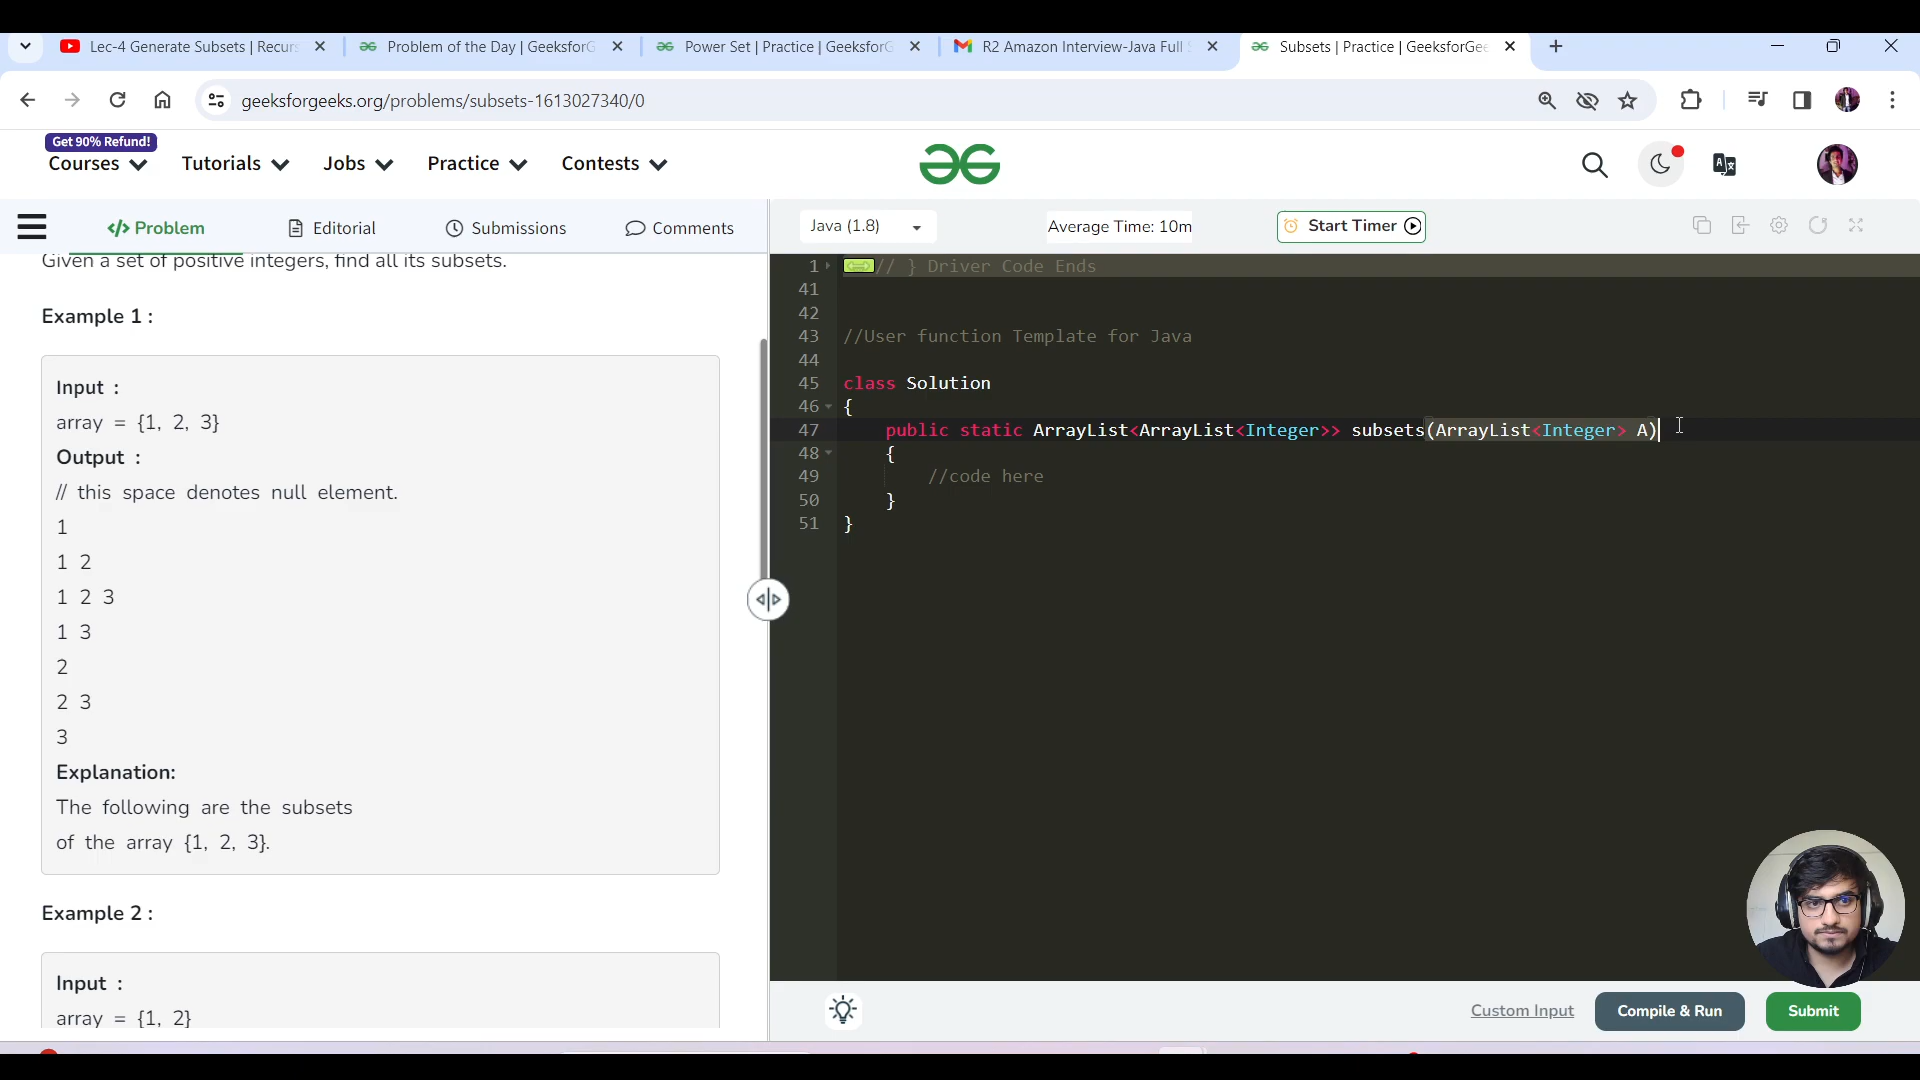 Lec-4 Generate Subsets | Recurs
Problem of the Day | GeeksforG
Power Set | Practice | GeeksforG
R2 Amazon Interview-Java Full S
Subsets | Practice | GeeksforGee
geeksforgeeks.org/problems/subsets-1613027340/0
Get 90% Refund!
Courses
Tutorials
Jobs
Practice
Contests
</> Problem
Editorial
Submissions
Comments
Java (1.8)
Average Time: 10m
Start Timer
Given a set of positive integers, find all its subsets.
Example 1 :
Input :
array = {1, 2, 3}
Output :
// this space denotes null element.
1
1 2
1 2 3
1 3
2
2 3
3
Explanation:
The following are the subsets
of the array {1, 2, 3}.
Example 2 :
Input :
array = {1, 2}
1 // } Driver Code Ends
41
42
43 //User function Template for Java
44
45 class Solution
46 {
47 public static ArrayList<ArrayList<Integer>> subsets(ArrayList<Integer> A)
48 {
49 //code here
50 }
51 }
Custom Input
Compile & Run
Submit